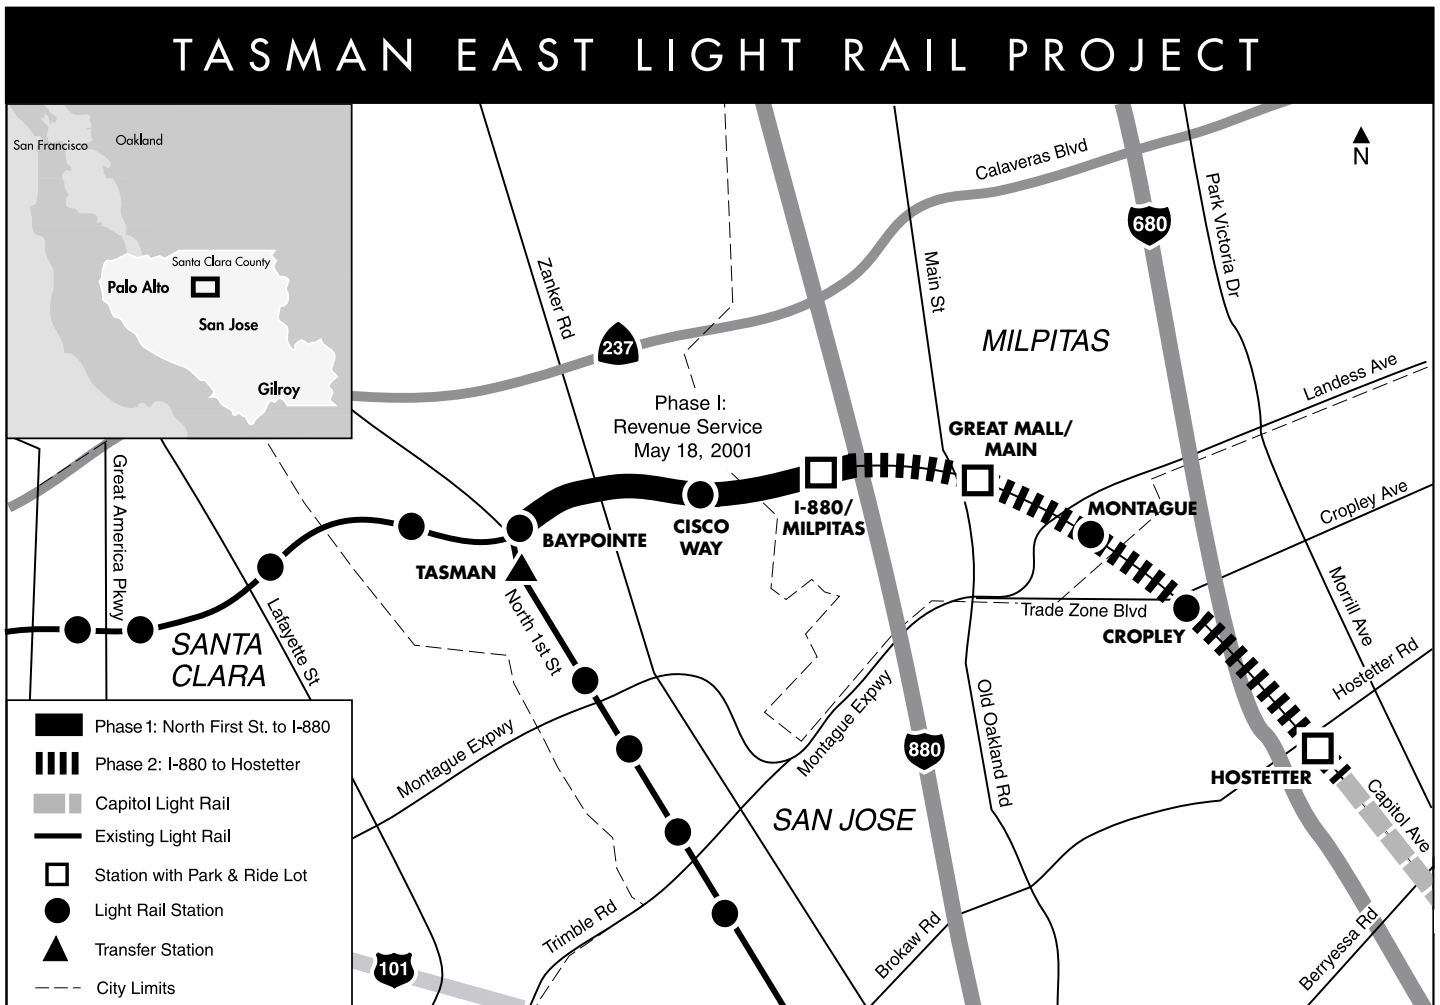 TASMAN EAST LIGHT RAIL PROJECT
San Francisco
Oakland
Santa Clara County
Palo Alto
San Jose
Gilroy
N
Calaveras Blvd
680
Park Victoria Dr
Zanker Rd
Main St
237
MILPITAS
Landess Ave
Phase I:
Revenue Service
May 18, 2001
GREAT MALL/
MAIN
Great America Pkwy
Cropley Ave
I-880/
MILPITAS
MONTAGUE
CISCO
WAY
BAYPOINTE
TASMAN
North 1st St
Lafayette St
SANTA
CLARA
Trade Zone Blvd
CROPLEY
Morrill Ave
Hostetter Rd
Montague Expwy
Montague Expwy
Old Oakland Rd
880
HOSTETTER
Capitol Ave
SAN JOSE
Trimble Rd
Brokaw Rd
Berryessa Rd
101
Phase 1: North First St. to I-880
Phase 2: I-880 to Hostetter
Capitol Light Rail
Existing Light Rail
Station with Park & Ride Lot
Light Rail Station
Transfer Station
City Limits